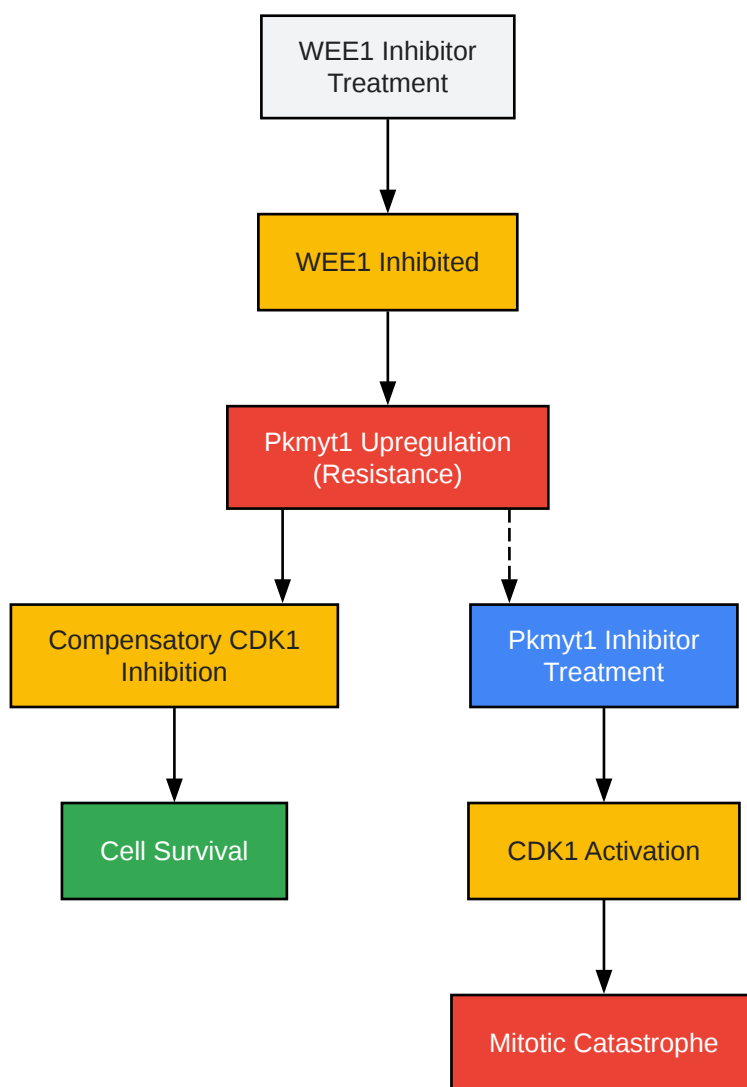 WEE1 Inhibitor
Treatment
WEE1 Inhibited
Pkmyt1 Upregulation
(Resistance)
Compensatory CDK1
Inhibition
Pkmyt1 Inhibitor
Treatment
Cell Survival
CDK1 Activation
Mitotic Catastrophe